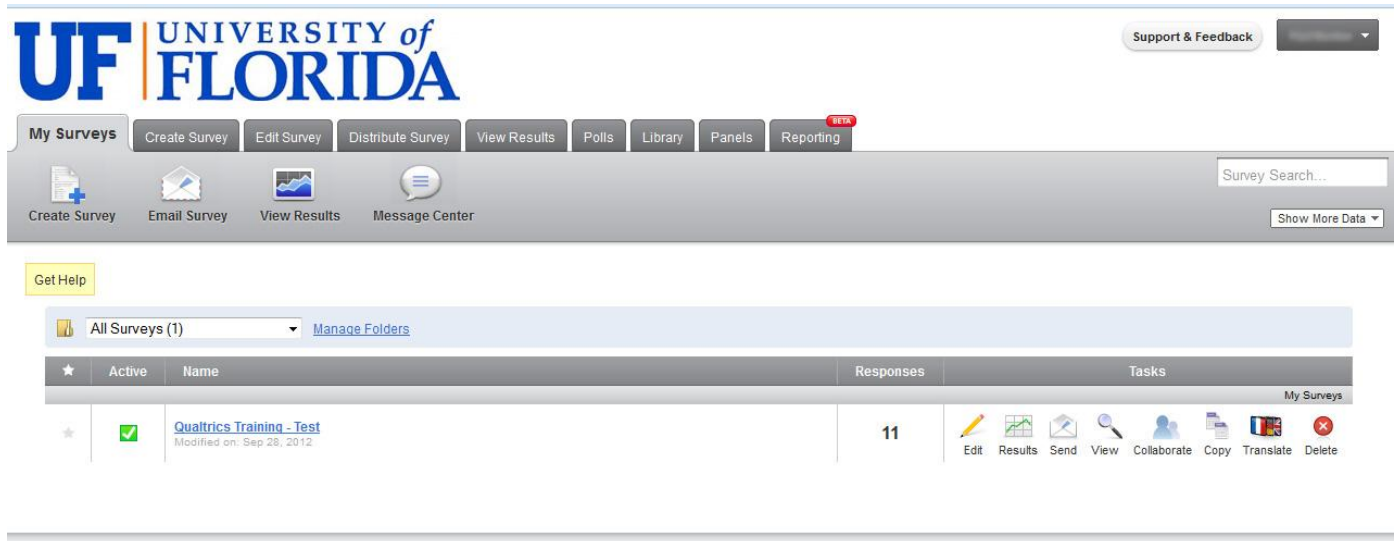 UF UNIVERSITY of
FLORIDA
Support & Feedback
My Surveys Create Survey Edit Survey Distribute Survey View Results Polls Library Panels Reporting BETA
Survey Search...
Create Survey Email Survey View Results Message Center
Show More Data
Get Help
All Surveys (1) Manage Folders
Active Name Responses Tasks
My Surveys
Qualtrics Training - Test
Modified on: Sep 28, 2012
11
Edit Results Send View Collaborate Copy Translate Delete